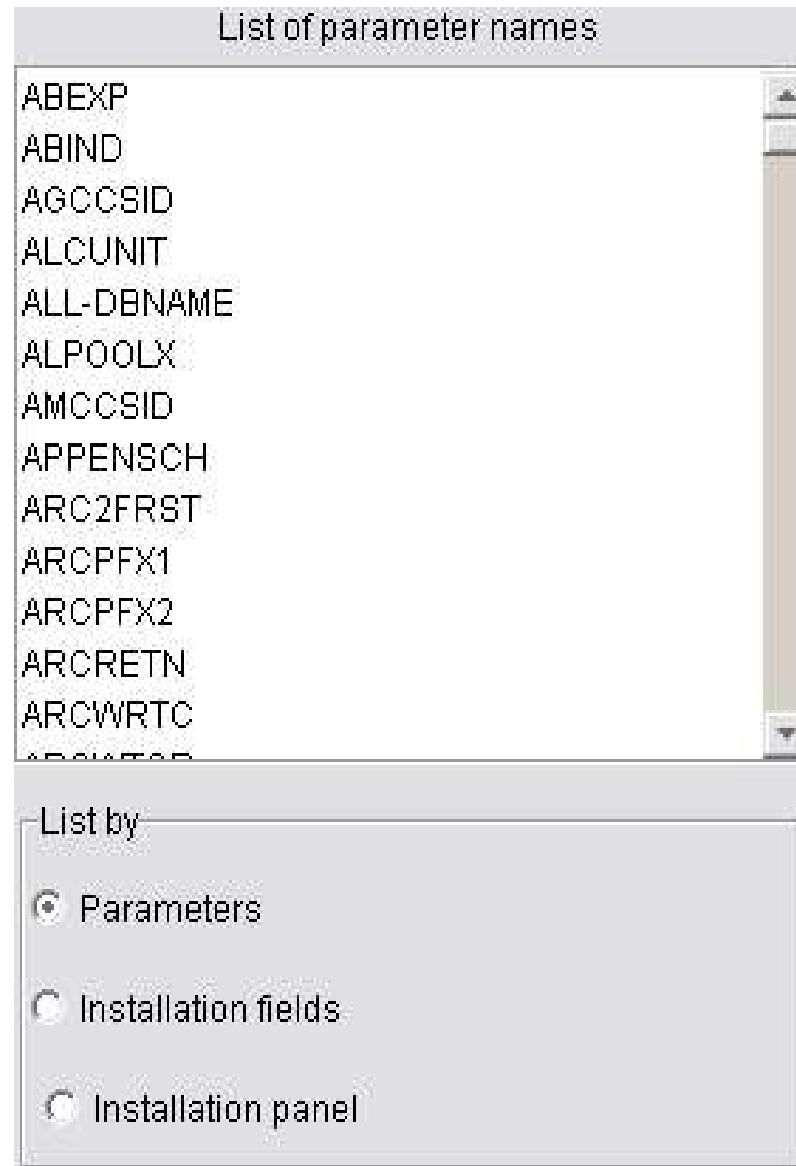 List of parameter names
ABEXP
ABIND
AGCCSID
ALCUNIT
ALL-DBNAME
ALPOOLX
AMCCSID
APPENSCH
ARC2FRST
ARCPFX1
ARCPFX2
ARCRETN
ARCWRTC
List by
Parameters
Installation fields
Installation panel